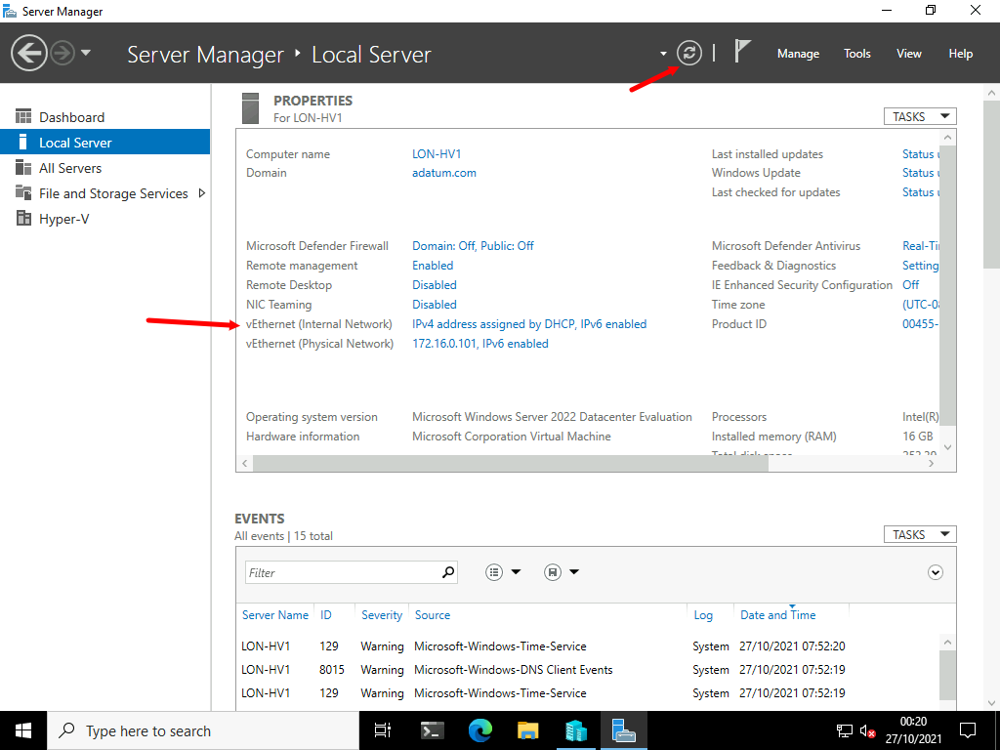 Server Manager
Server Manager ‣ Local Server
Manage Tools View Help
Dashboard
Local Server
All Servers
File and Storage Services
Hyper-V
PROPERTIES
For LON-HV1
TASKS
Computer name LON-HV1 Last installed updates Status
Domain adatum.com Windows Update Status
Last checked for updates Status
Microsoft Defender Firewall Domain: Off, Public: Off Microsoft Defender Antivirus Real-Ti
Remote management Enabled Feedback & Diagnostics Setting
Remote Desktop Disabled IE Enhanced Security Configuration Off
NIC Teaming Disabled Time zone (UTC-08
vEthernet (Internal Network) IPv4 address assigned by DHCP, IPv6 enabled Product ID 00455-
vEthernet (Physical Network) 172.16.0.101, IPv6 enabled
Operating system version Microsoft Windows Server 2022 Datacenter Evaluation Processors Intel(R)
Hardware information Microsoft Corporation Virtual Machine Installed memory (RAM) 16 GB
Total disk space 252.39
EVENTS
All events | 15 total
TASKS
Filter
Server Name ID Severity Source Log Date and Time
LON-HV1 129 Warning Microsoft-Windows-Time-Service System 27/10/2021 07:52:20
LON-HV1 8015 Warning Microsoft-Windows-DNS Client Events System 27/10/2021 07:52:19
LON-HV1 129 Warning Microsoft-Windows-Time-Service System 27/10/2021 07:52:19
Type here to search
00:20
27/10/2021